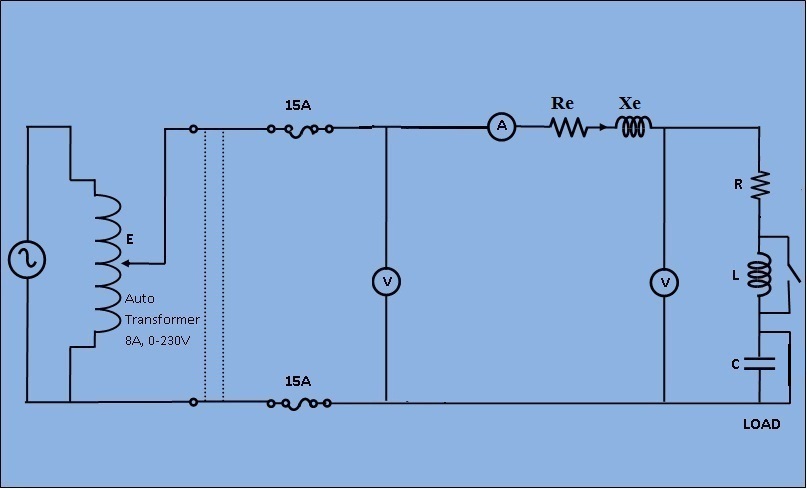 15A
Re
Xe
A
E
Auto
Transformer
8A, 0-230V
V
V
R
L
C
15A
LOAD